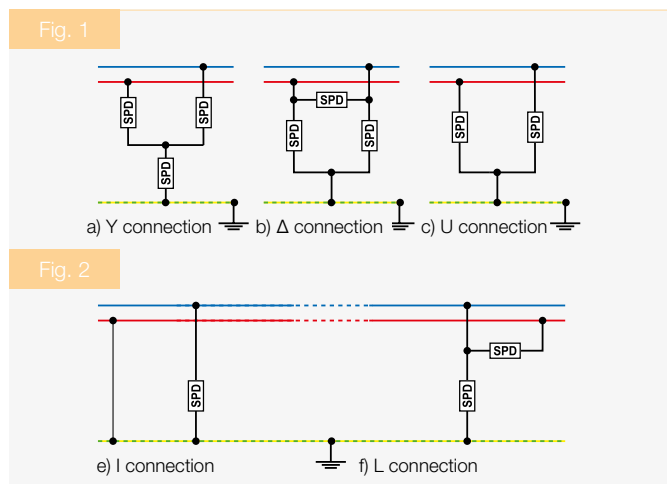 Fig. 1
SPD SPD SPD SPD SPD
SPD SPD SPD SPD
a) Y connection b) Δ connection c) U connection
Fig. 2
SPD
SPD SPD
e) I connection f) L connection